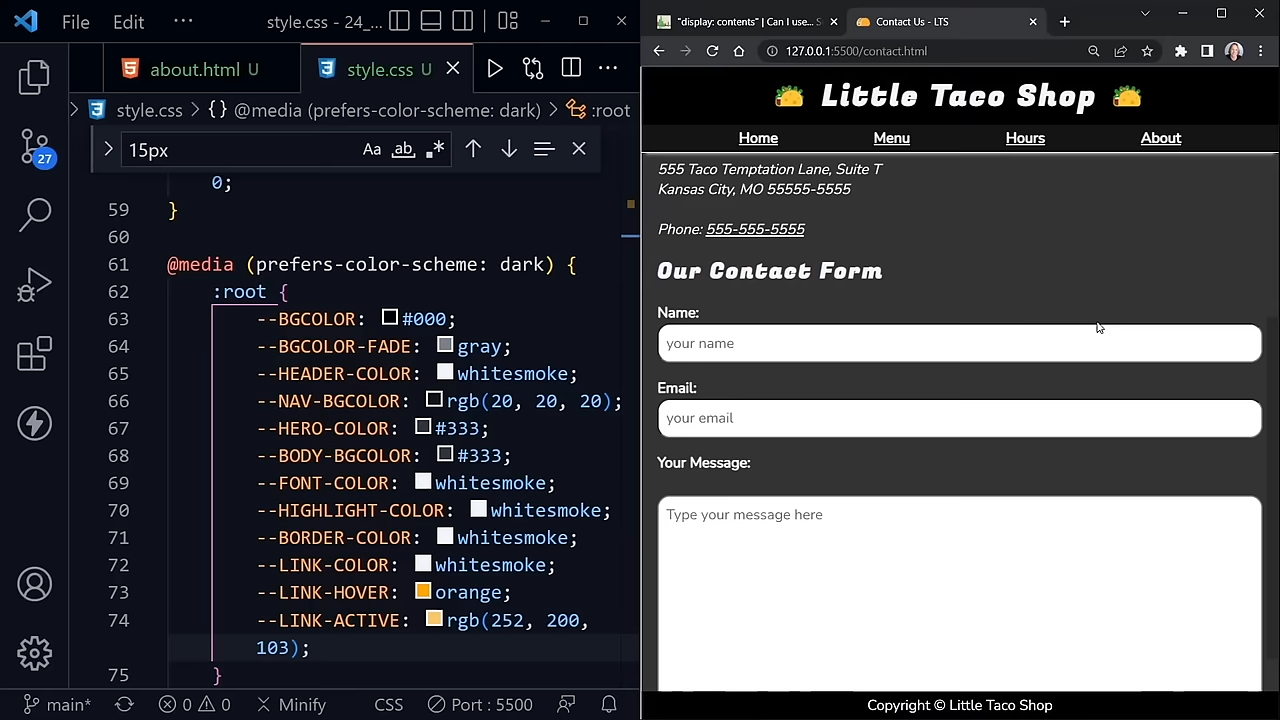 File Edit ··· style.css - 24_...
about.html U style.css U
style.css > {} @media (prefers-color-scheme: dark) > :root
15px Aa ab
27
0;
59 }
60
61 @media (prefers-color-scheme: dark) {
62 :root {
63 --BGCOLOR: #000;
64 --BGCOLOR-FADE: gray;
65 --HEADER-COLOR: whitesmoke;
66 --NAV-BGCOLOR: rgb(20, 20, 20);
67 --HERO-COLOR: #333;
68 --BODY-BGCOLOR: #333;
69 --FONT-COLOR: whitesmoke;
70 --HIGHLIGHT-COLOR: whitesmoke;
71 --BORDER-COLOR: whitesmoke;
72 --LINK-COLOR: whitesmoke;
73 --LINK-HOVER: orange;
74 --LINK-ACTIVE: rgb(252, 200,
103);
75 }
main* 0 0 Minify CSS Port : 5500
"display: contents" | Can I use... Contact Us - LTS
127.0.0.1:5500/contact.html
Little Taco Shop
Home Menu Hours About
555 Taco Temptation Lane, Suite T
Kansas City, MO 55555-5555
Phone: 555-555-5555
Our Contact Form
Name:
your name
Email:
your email
Your Message:
Type your message here
Copyright © Little Taco Shop